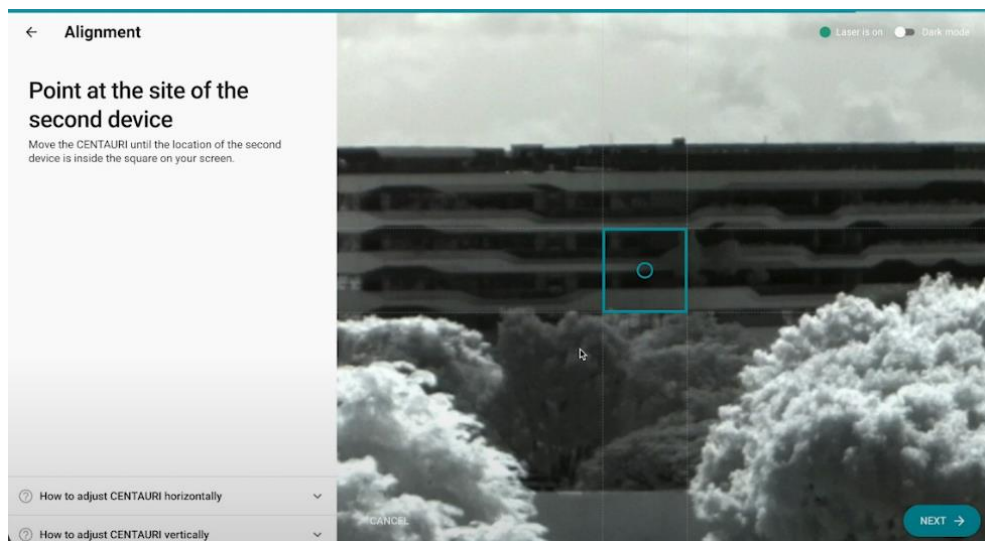 Alignment
Laser is on
Dark mode
Point at the site of the
second device
Move the CENTAURI until the location of the second
device is inside the square on your screen.
How to adjust CENTAURI horizontally
How to adjust CENTAURI vertically
CANCEL
NEXT